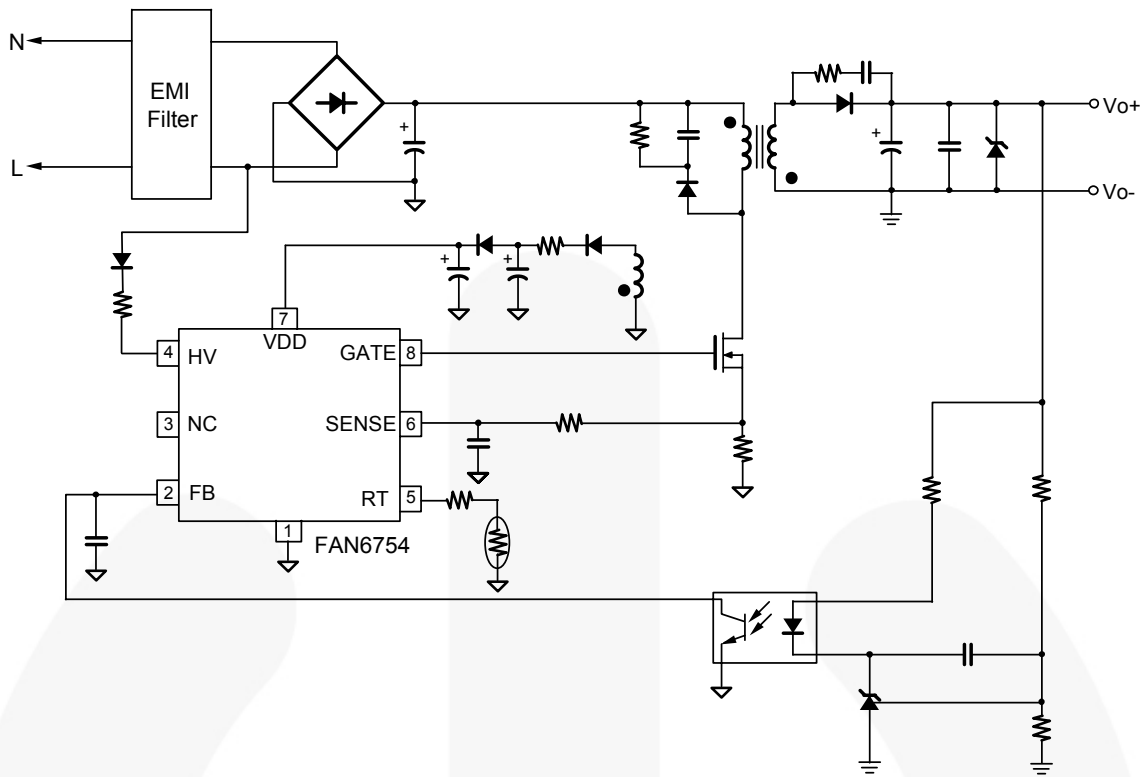 N
EMI
Filter
L
+
Vo+
+
Vo-
+
+
7
VDD
4
HV
GATE
8
3
NC
SENSE
6
2
FB
RT
5
1
FAN6754